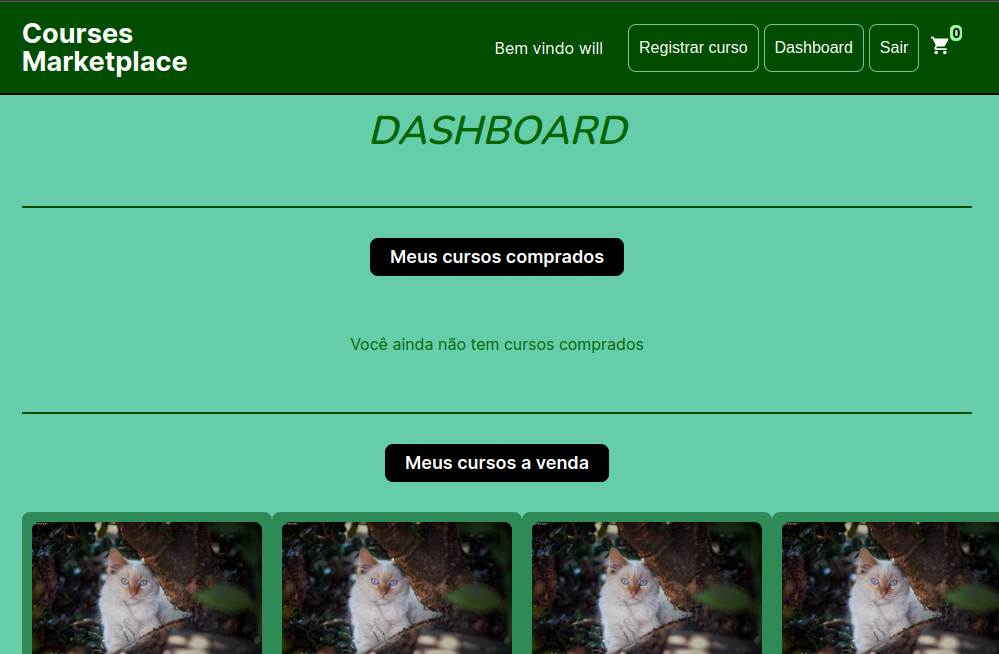 Courses
Marketplace
Bem vindo will
Registrar curso
Dashboard
Sair
0
DASHBOARD
Meus cursos comprados
Você ainda não tem cursos comprados
Meus cursos a venda